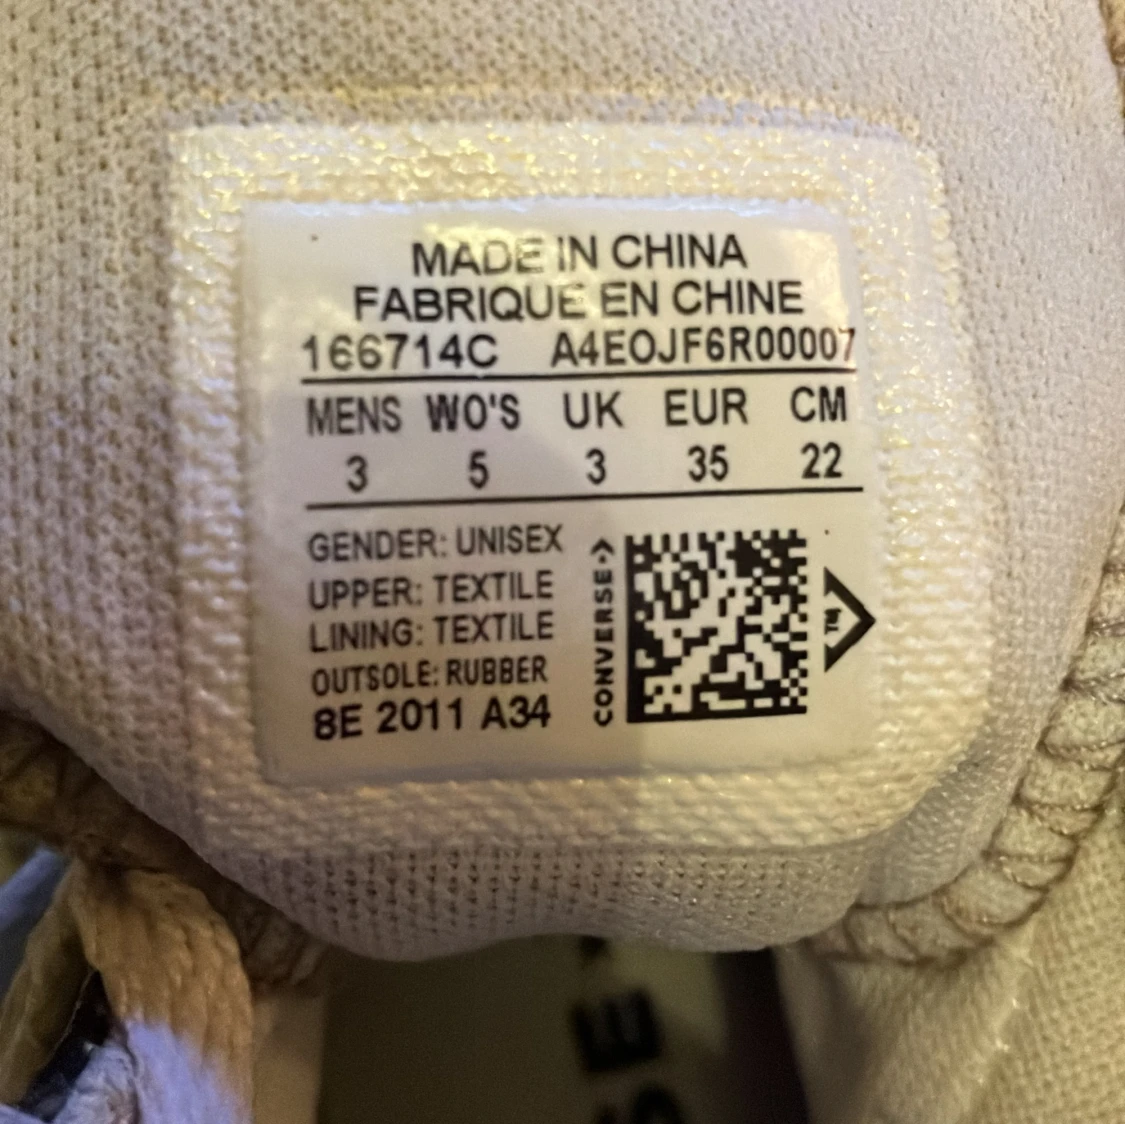 MADE IN CHINA
FABRIQUE EN CHINE
166714C A4EOJF6R00007
MENS WO'S UK EUR CM
3 5 3 35 22
GENDER: UNISEX
UPPER: TEXTILE
LINING: TEXTILE
OUTSOLE: RUBBER
8E 2011 A34
CONVERSE
TM